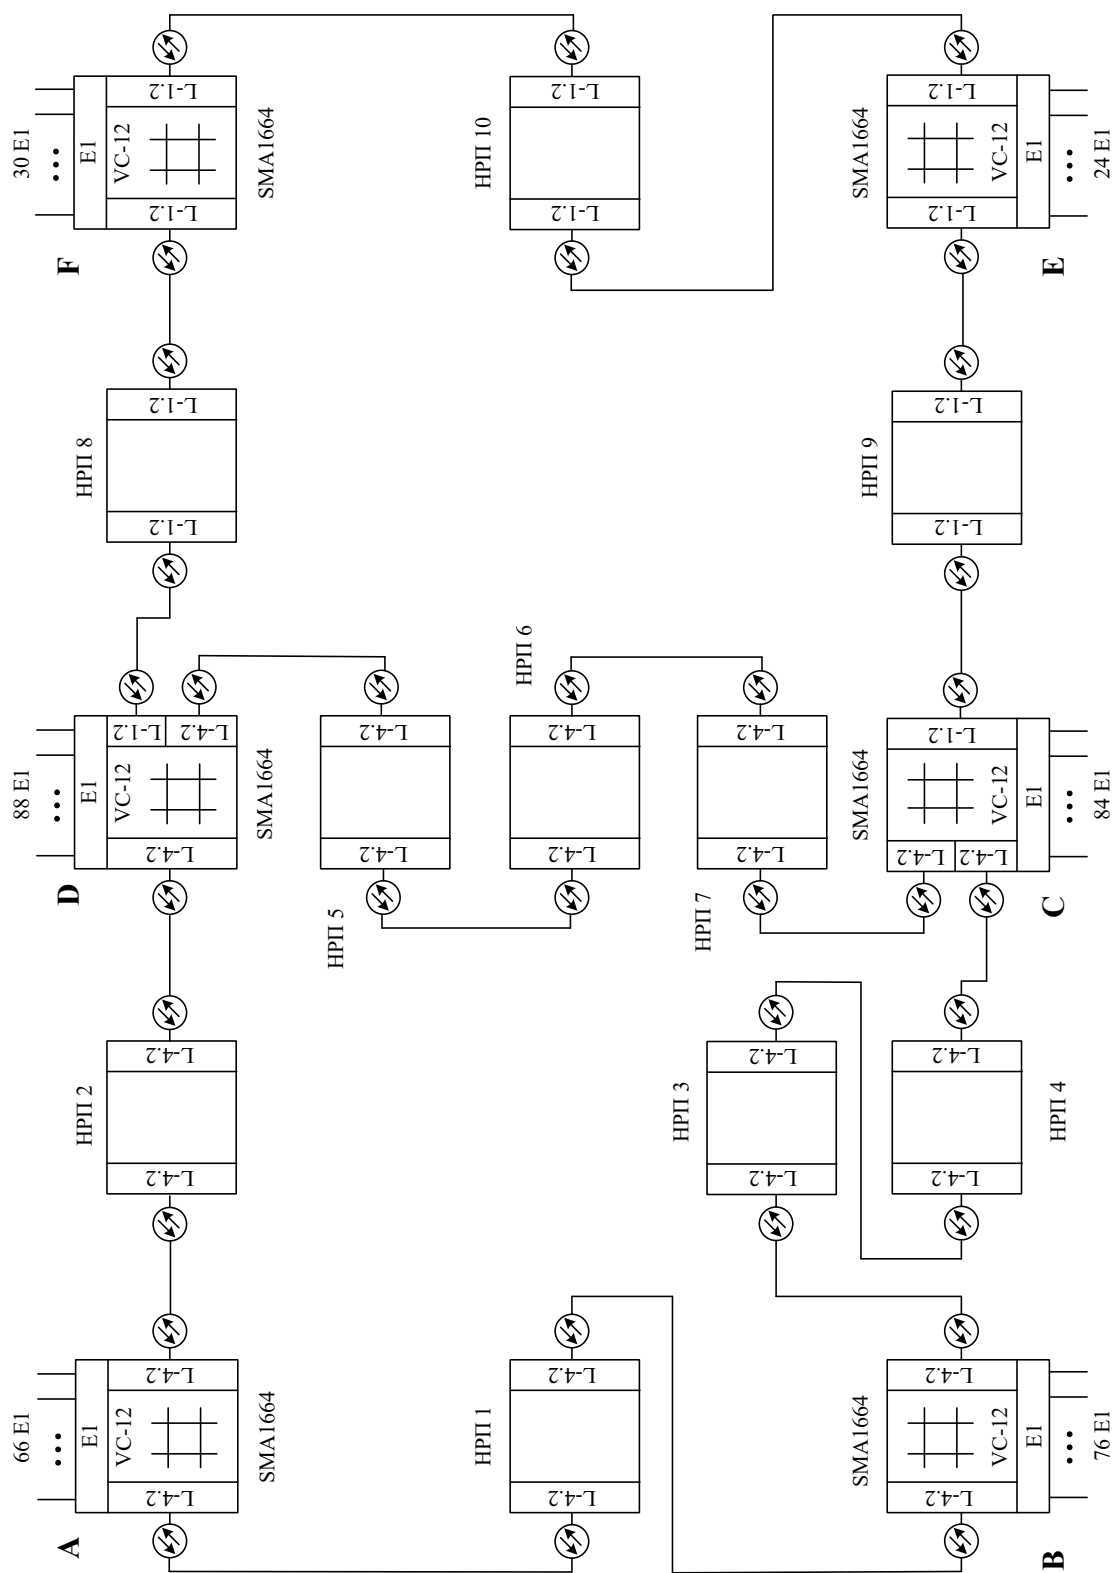 66 E1
...
A
E1
VC-12
L-4.2
L-4.2
SMA1664
НРП 2
L-4.2
L-4.2
88 E1
...
D
E1
VC-12
L-4.2
L-1.2
L-4.2
SMA1664
НРП 8
L-1.2
L-1.2
30 E1
...
F
E1
VC-12
L-1.2
L-1.2
SMA1664
НРП 1
L-4.2
L-4.2
НРП 5
L-4.2
L-4.2
НРП 6
L-4.2
L-4.2
НРП 7
L-4.2
L-4.2
НРП 10
L-1.2
L-1.2
НРП 3
L-4.2
L-4.2
НРП 4
L-4.2
L-4.2
SMA1664
L-4.2
L-4.2
VC-12
E1
B
...
76 E1
SMA1664
L-4.2
L-4.2
L-1.2
VC-12
E1
C
...
84 E1
НРП 9
L-1.2
L-1.2
SMA1664
L-1.2
L-1.2
VC-12
E1
E
...
24 E1